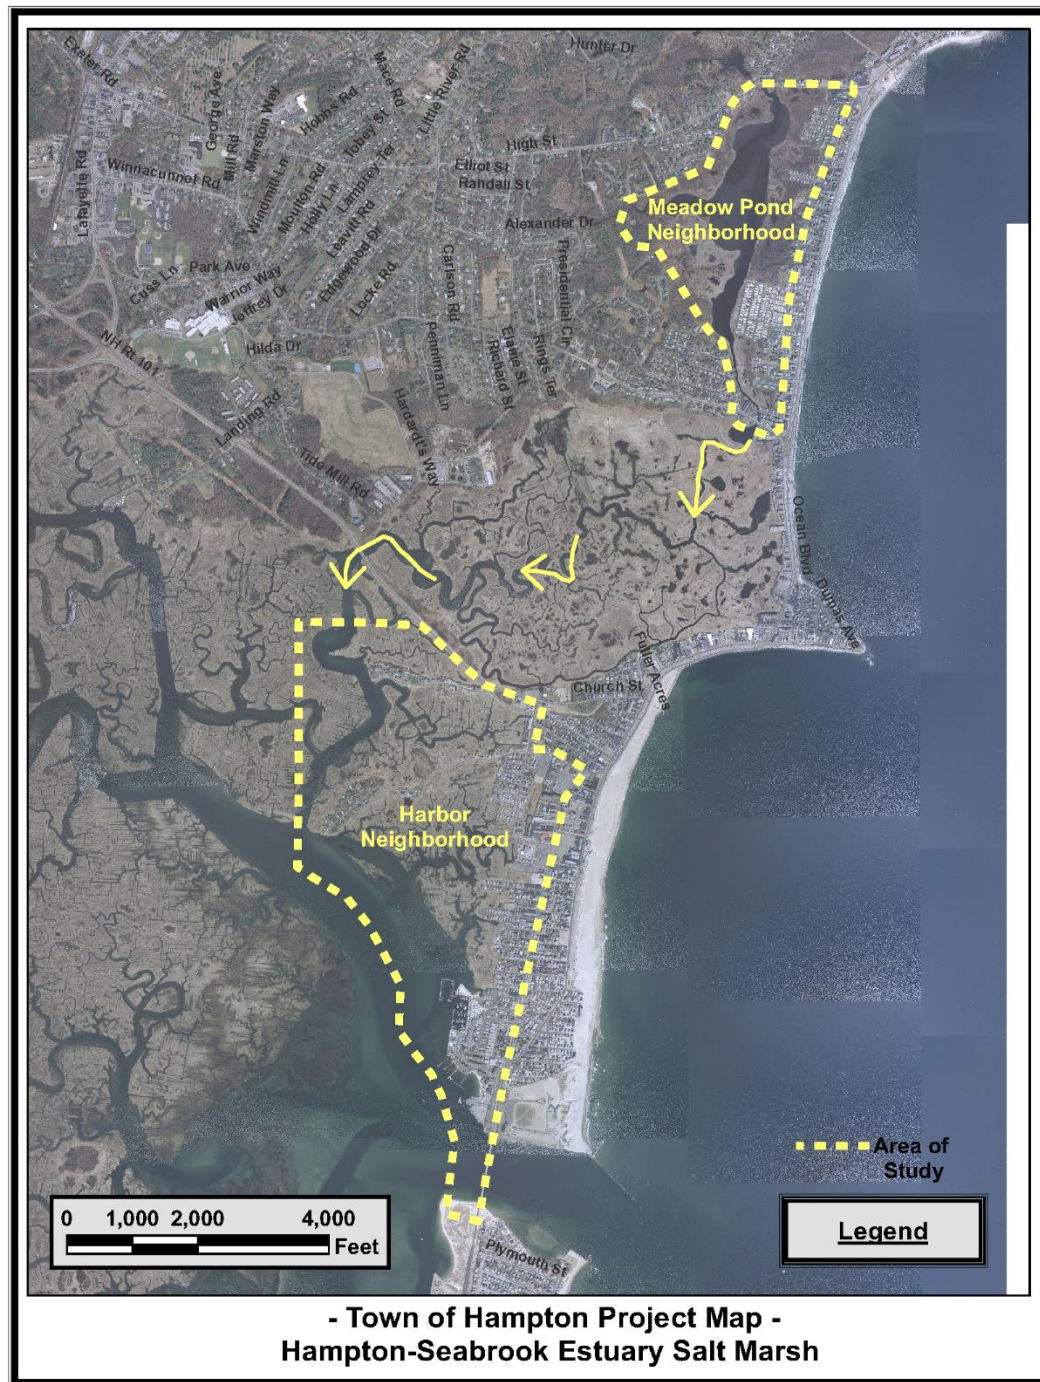 Exeter Rd
George Ave
Mill Rd
Marston Way
Hobbs Rd
Mace Rd
Tobey St
Little River Rd
Hunter Dr
High St
Lafayette Rd
Winnacunnet Rd
Windmill Ln
Moulton Rd
Holly Ln
Lamprey Ter
Leavitt Rd
Edgewood Dr
Elliot St
Randall St
Alexander Dr
Meadow Pond
Neighborhood
Cuss Ln
Park Ave
Warrior Way
Jeffrey Dr
Locke Rd
Carlson Rd
Presidential Cir
NH Rt 101
Hilda Dr
Penniman Ln
Elaine St
Richard St
Rings Ter
Landing Rd
Hardardt's Way
Tide Mill Rd
Ocean Blvd
Dumas Ave
Fuller Acres
Church St
Harbor
Neighborhood
Area of
Study
0 1,000 2,000 4,000
Feet
Legend
Plymouth St
- Town of Hampton Project Map -
Hampton-Seabrook Estuary Salt Marsh